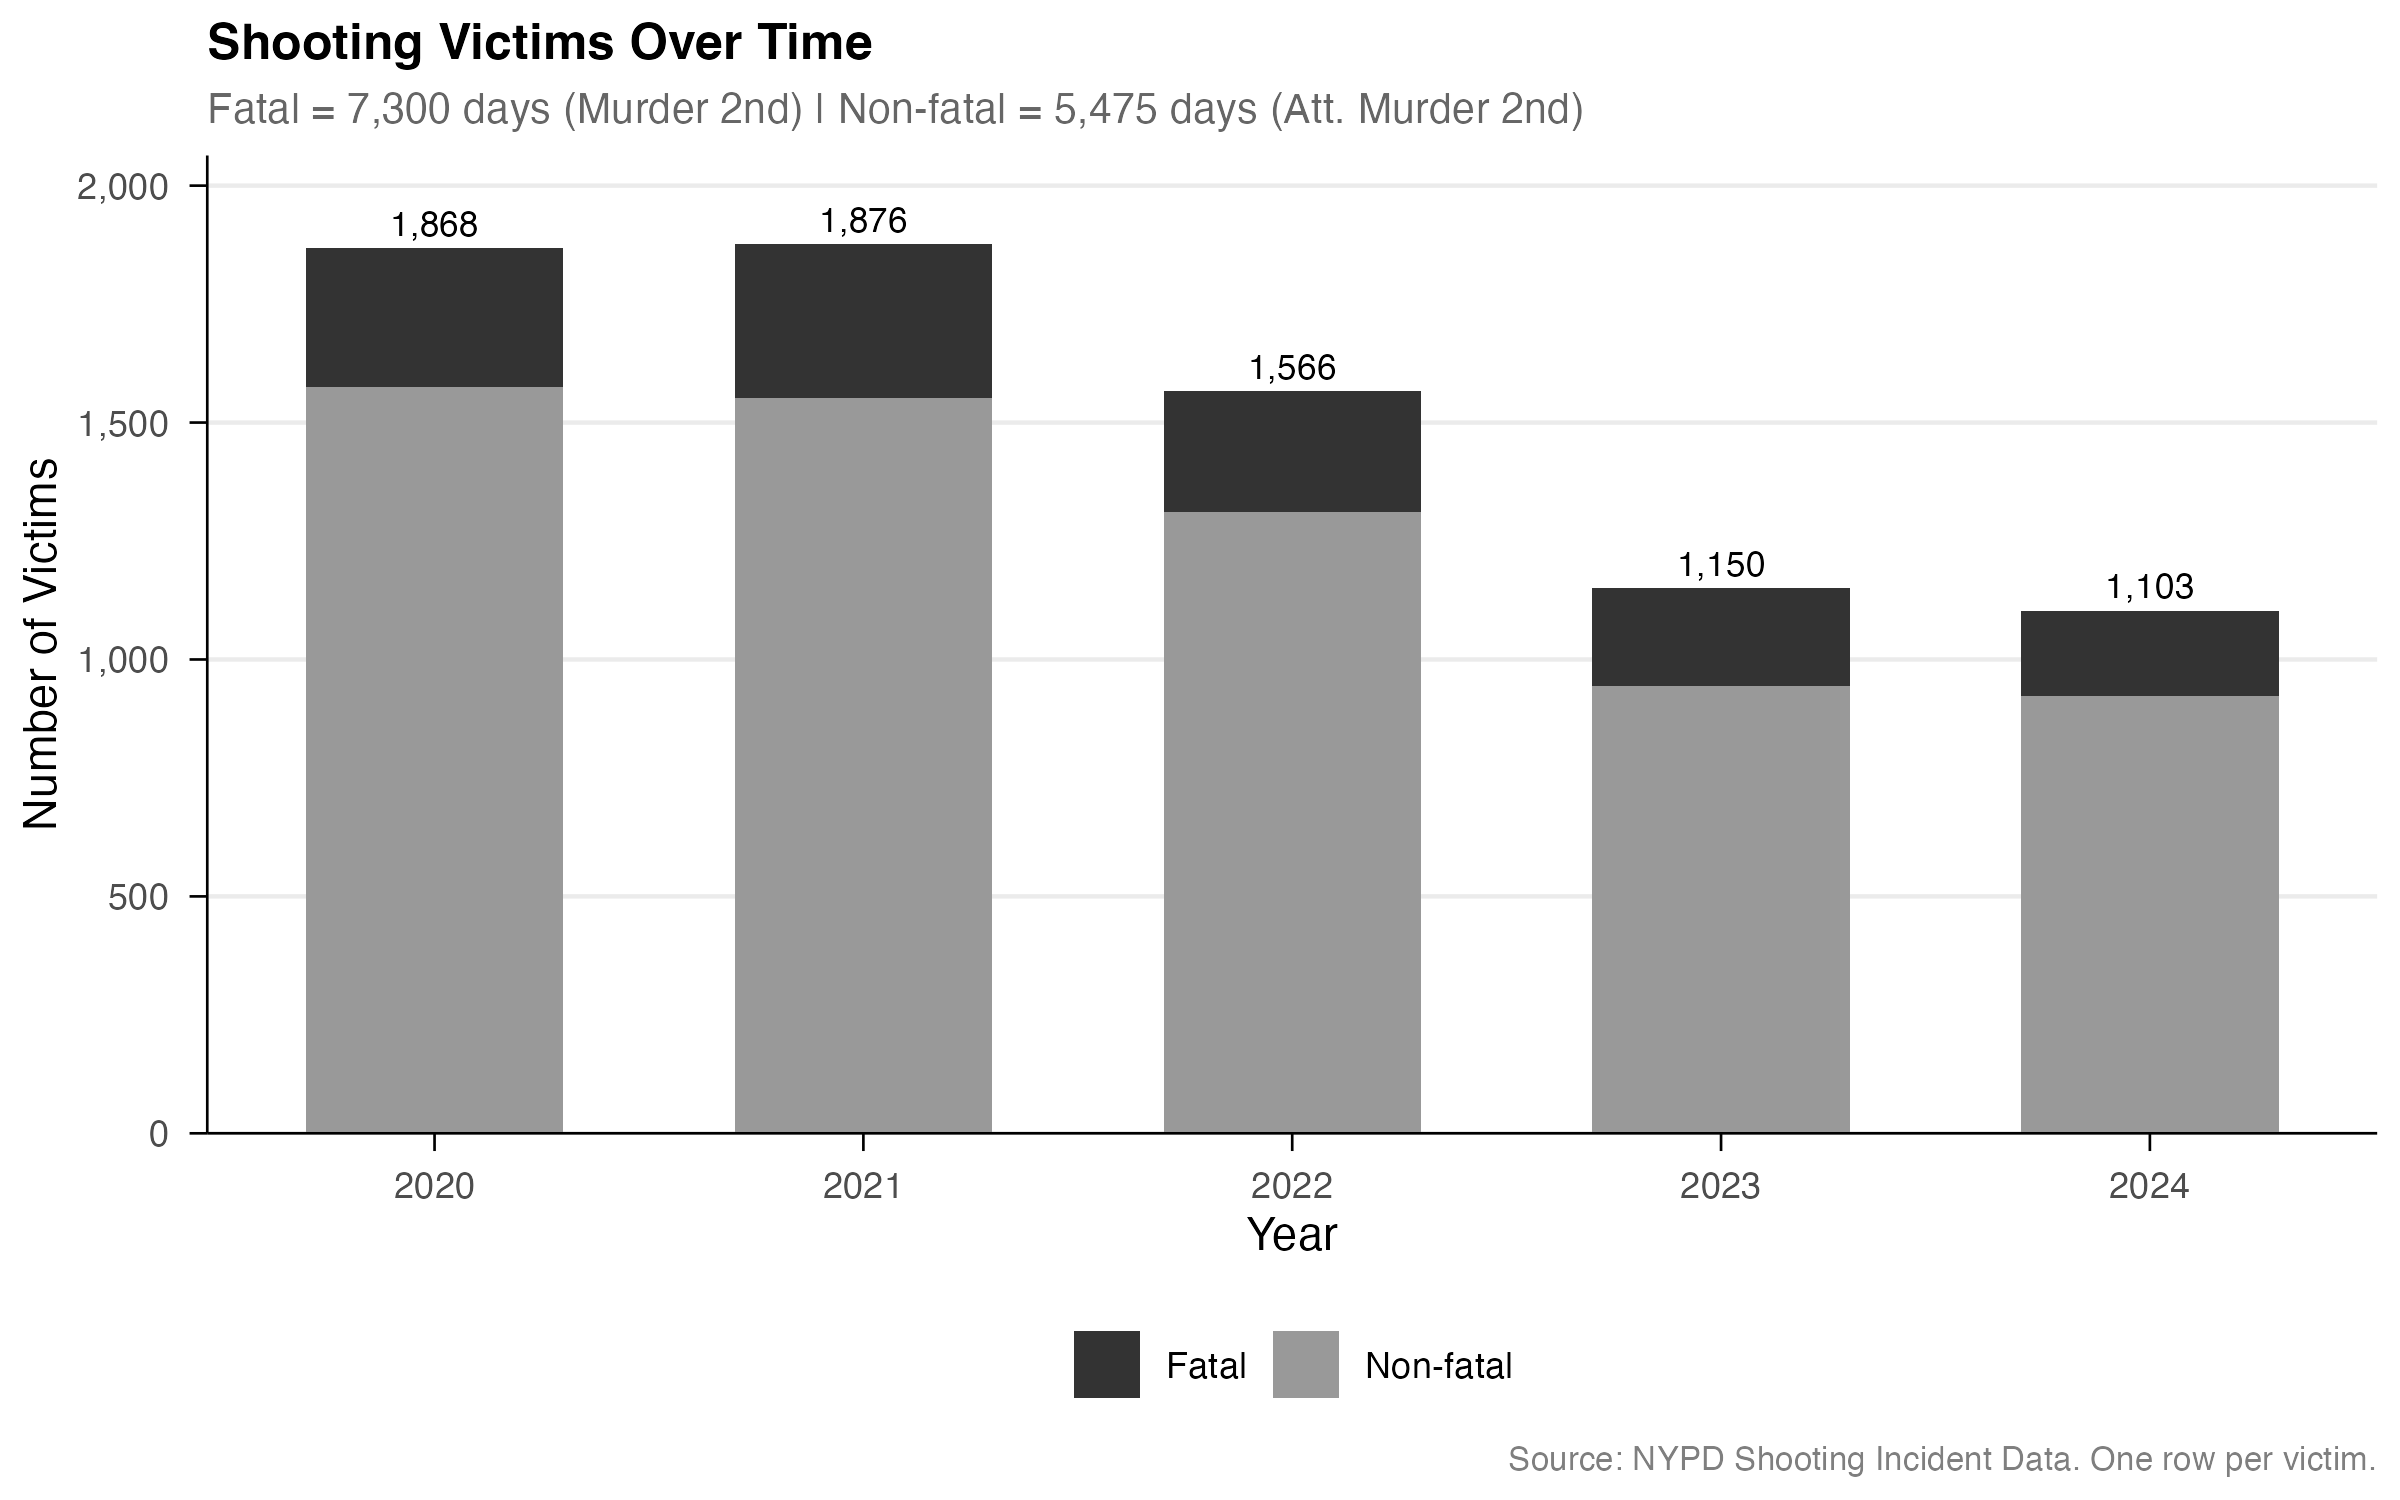 Shooting Victims Over Time
Fatal = 7,300 days (Murder 2nd) | Non-fatal = 5,475 days (Att. Murder 2nd)
Number of Victims
2,000
1,500
1,000
500
0
1,868
1,876
1,566
1,150
1,103
2020
2021
2022
2023
2024
Year
Fatal
Non-fatal
Source: NYPD Shooting Incident Data. One row per victim.